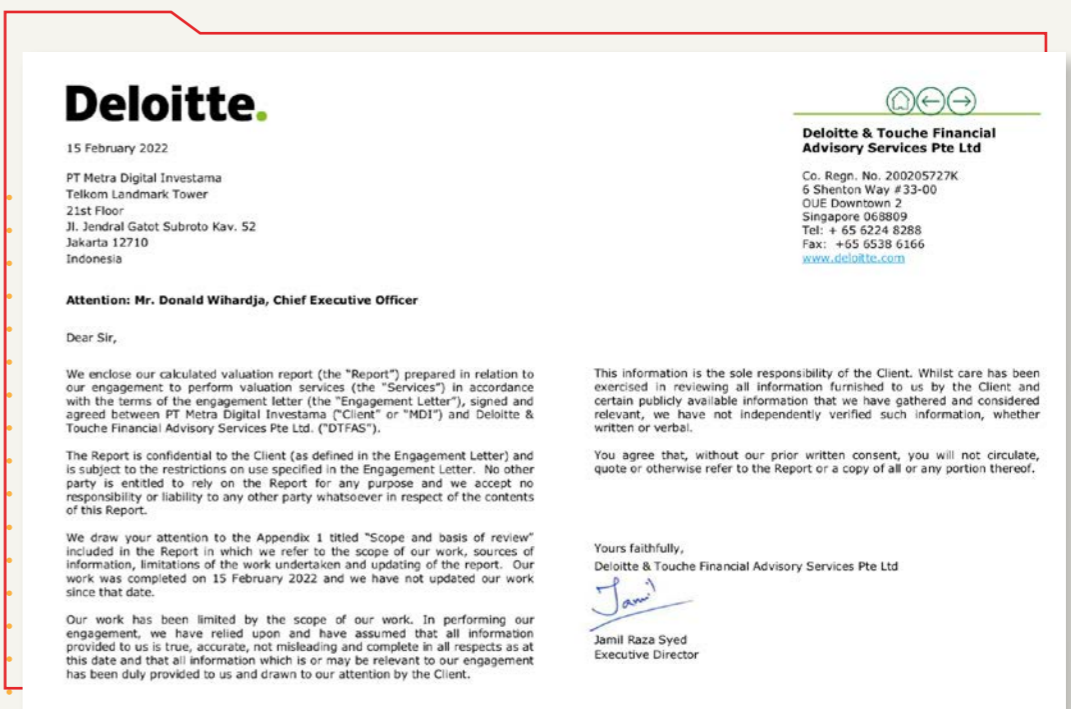 Deloitte.
15 February 2022
PT Metra Digital Investama
Telkom Landmark Tower
21st Floor
Jl. Jendral Gatot Subroto Kav. 52
Jakarta 12710
Indonesia
Deloitte & Touche Financial
Advisory Services Pte Ltd
Co. Regn. No. 200205727K
6 Shenton Way #33-00
OUE Downtown 2
Singapore 068809
Tel: + 65 6224 8288
Fax: +65 6538 6166
www.deloitte.com
Attention: Mr. Donald Wihardja, Chief Executive Officer
Dear Sir,
We enclose our calculated valuation report (the "Report") prepared in relation to
our engagement to perform valuation services (the "Services") in accordance
with the terms of the engagement letter (the "Engagement Letter"), signed and
agreed between PT Metra Digital Investama ("Client" or "MDI") and Deloitte &
Touche Financial Advisory Services Pte Ltd. ("DTFAS").
The Report is confidential to the Client (as defined in the Engagement Letter) and
is subject to the restrictions on use specified in the Engagement Letter. No other
party is entitled to rely on the Report for any purpose and we accept no
responsibility or liability to any other party whatsoever in respect of the contents
of this Report.
We draw your attention to the Appendix 1 titled "Scope and basis of review"
included in the Report in which we refer to the scope of our work, sources of
information, limitations of the work undertaken and updating of the report. Our
work was completed on 15 February 2022 and we have not updated our work
since that date.
Our work has been limited by the scope of our work. In performing our
engagement, we have relied upon and have assumed that all information
provided to us is true, accurate, not misleading and complete in all respects as at
this date and that all information which is or may be relevant to our engagement
has been duly provided to us and drawn to our attention by the Client.
This information is the sole responsibility of the Client. Whilst care has been
exercised in reviewing all information furnished to us by the Client and
certain publicly available information that we have gathered and considered
relevant, we have not independently verified such information, whether
written or verbal.
You agree that, without our prior written consent, you will not circulate,
quote or otherwise refer to the Report or a copy of all or any portion thereof.
Yours faithfully,
Deloitte & Touche Financial Advisory Services Pte Ltd
Jamil
Jamil Raza Syed
Executive Director